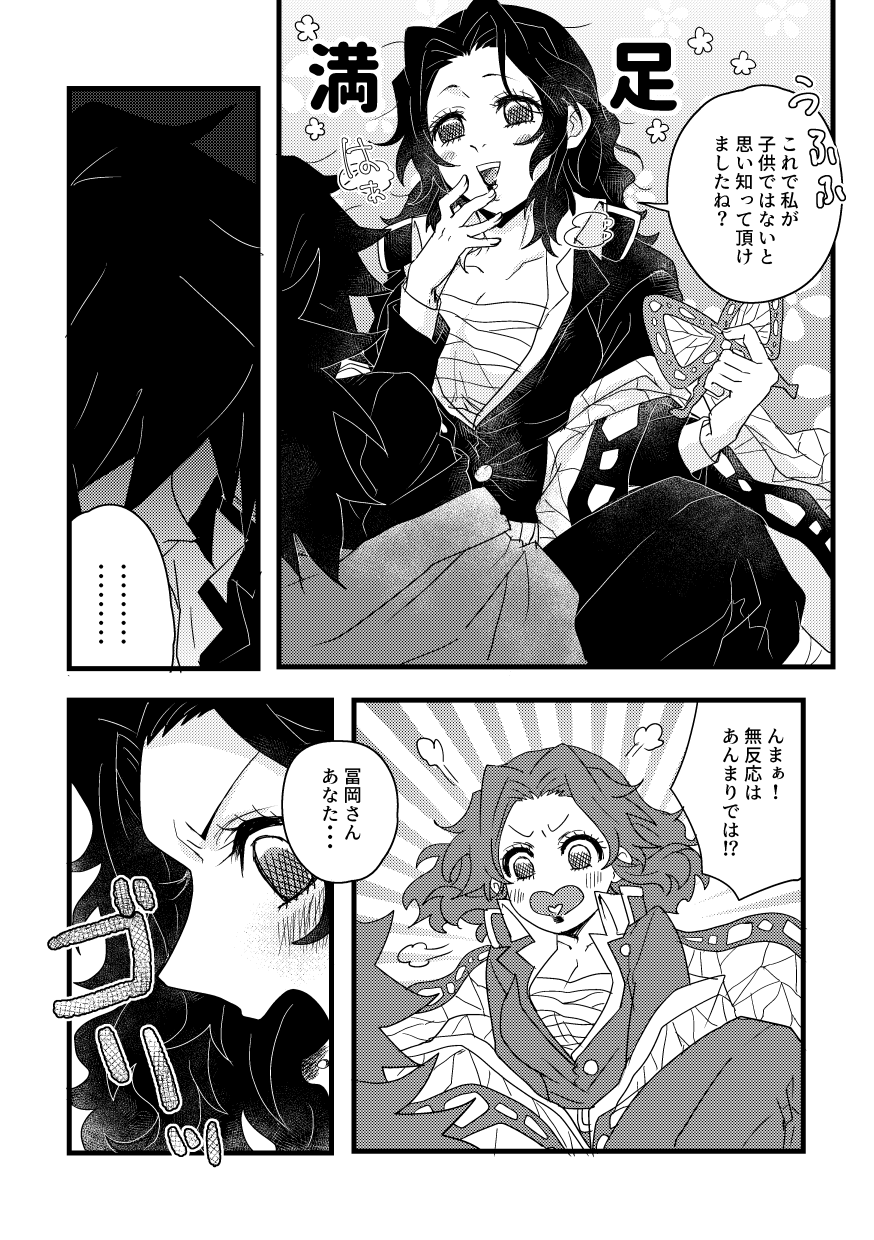 うふふ
これで私が
子供ではないと
思い知って頂け
ましたね？
満足
はぁ
………
んまぁ！
無反応は
あんまりでは!?
冨岡さん
あなた・・・
ゴリッ